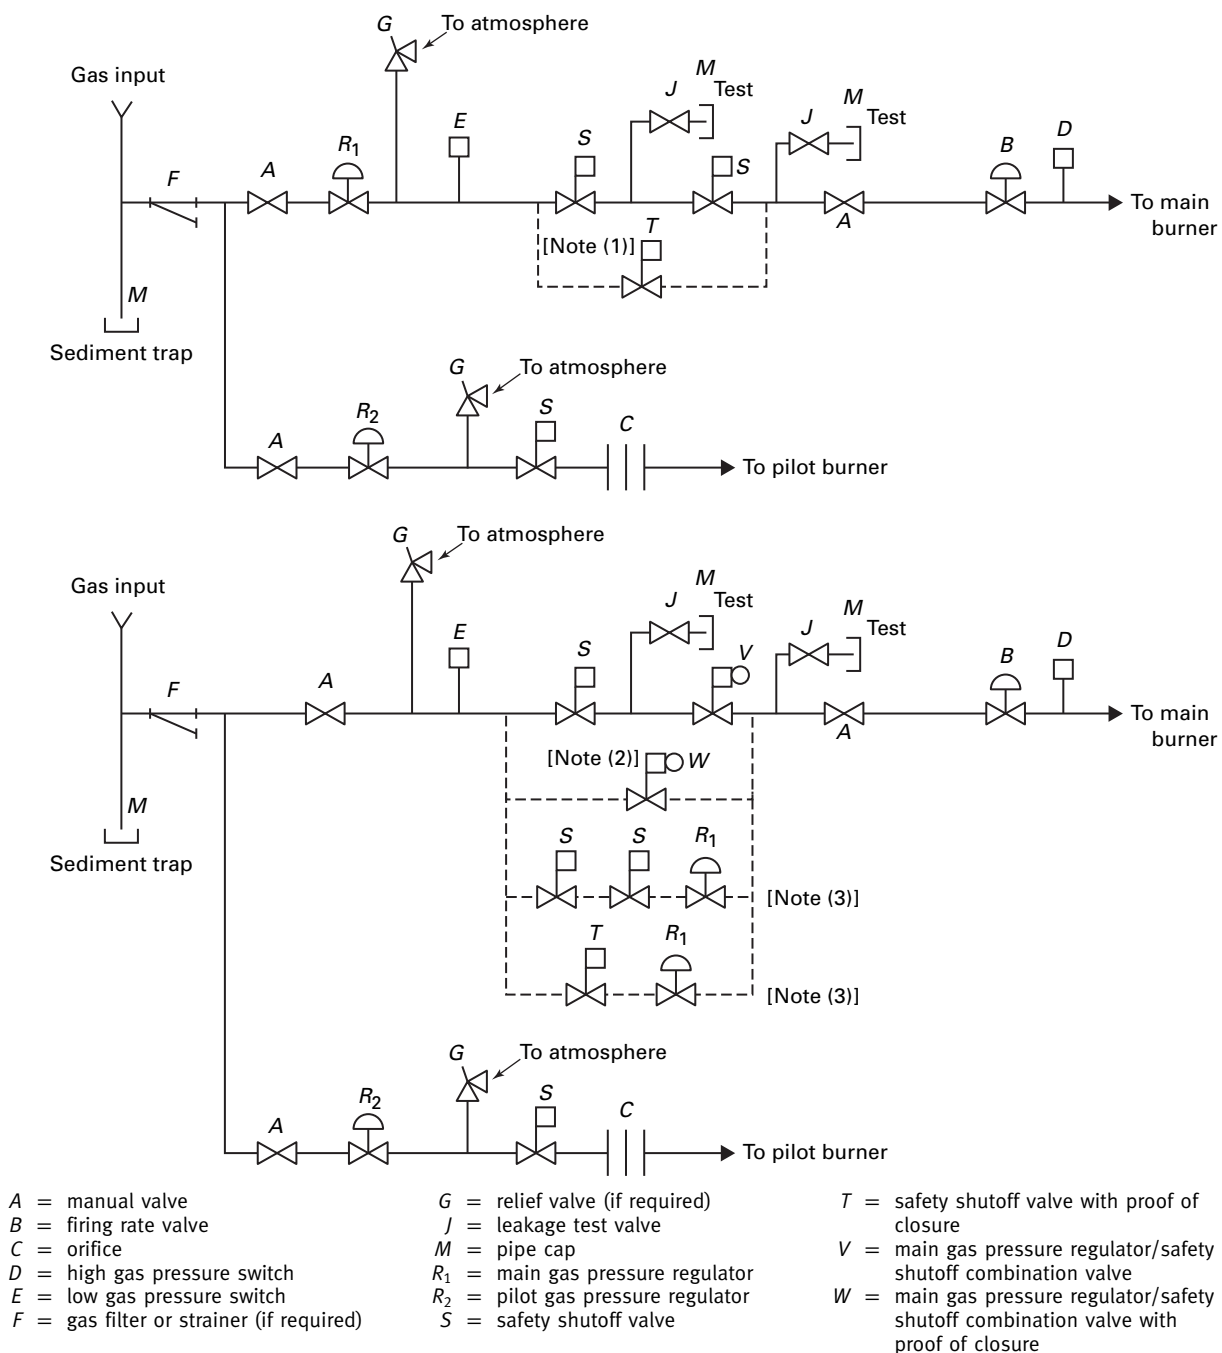 G To atmosphere
Gas input
M
J Test
M
J Test
E
S
D
R1
B
F
A
S
To main
burner
A
T
[Note (1)]
M
Sediment trap
G To atmosphere
R2
S
C
A
To pilot burner
G To atmosphere
Gas input
M
J Test
M
J Test
E
S
V
D
B
F
A
To main
burner
A
[Note (2)] W
M
S S R1
Sediment trap
[Note (3)]
T R1
[Note (3)]
G To atmosphere
R2
S
C
A
To pilot burner
A = manual valve
B = firing rate valve
C = orifice
D = high gas pressure switch
E = low gas pressure switch
F = gas filter or strainer (if required)
G = relief valve (if required)
J = leakage test valve
M = pipe cap
R1 = main gas pressure regulator
R2 = pilot gas pressure regulator
S = safety shutoff valve
T = safety shutoff valve with proof of
closure
V = main gas pressure regulator/safety
shutoff combination valve
W = main gas pressure regulator/safety
shutoff combination valve with
proof of closure